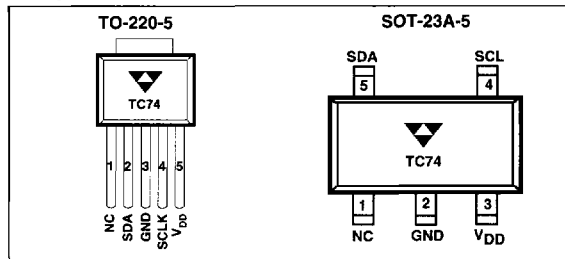 TO-220-5
TC74
1 2 3 4 5
NC SDA GND SCLK VDD
SOT-23A-5
SDA SCL
5 4
TC74
1 2 3
NC GND VDD